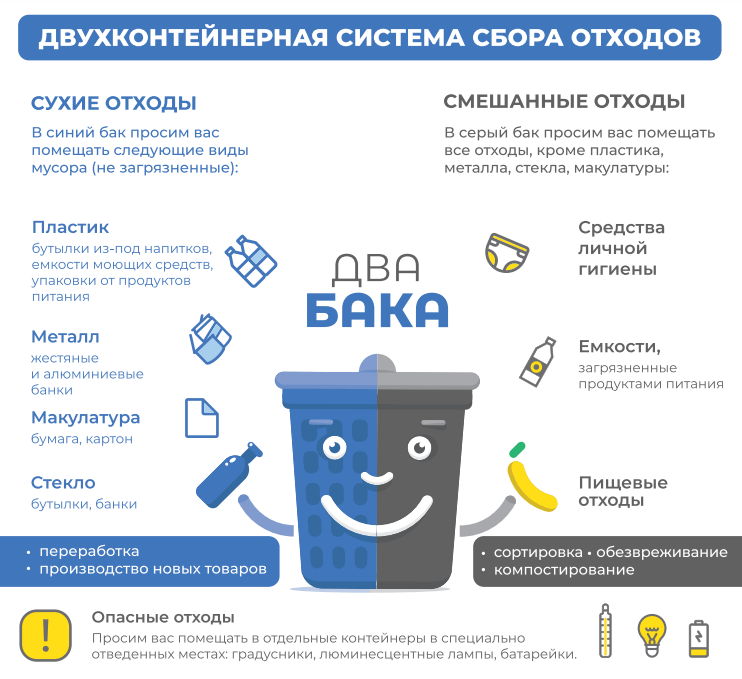 ДВУХКОНТЕЙНЕРНАЯ СИСТЕМА СБОРА ОТХОДОВ
СУХИЕ ОТХОДЫ
В синий бак просим вас
помещать следующие виды
мусора (не загрязненные):
Пластик
бутылки из-под напитков,
емкости моющих средств,
упаковки от продуктов
питания
Металл
жестяные
и алюминиевые
банки
Макулатура
бумага, картон
Стекло
бутылки, банки
• переработка
• производство новых товаров
ДВА
БАКА
СМЕШАННЫЕ ОТХОДЫ
В серый бак просим вас помещать
все отходы, кроме пластика,
металла, стекла, макулатуры:
Средства
личной
гигиены
Емкости,
загрязненные
продуктами питания
Пищевые
отходы
• сортировка • обезвреживание
• компостирование
Опасные отходы
Просим вас помещать в отдельные контейнеры в специально
отведенных местах: градусники, люминесцентные лампы, батарейки.